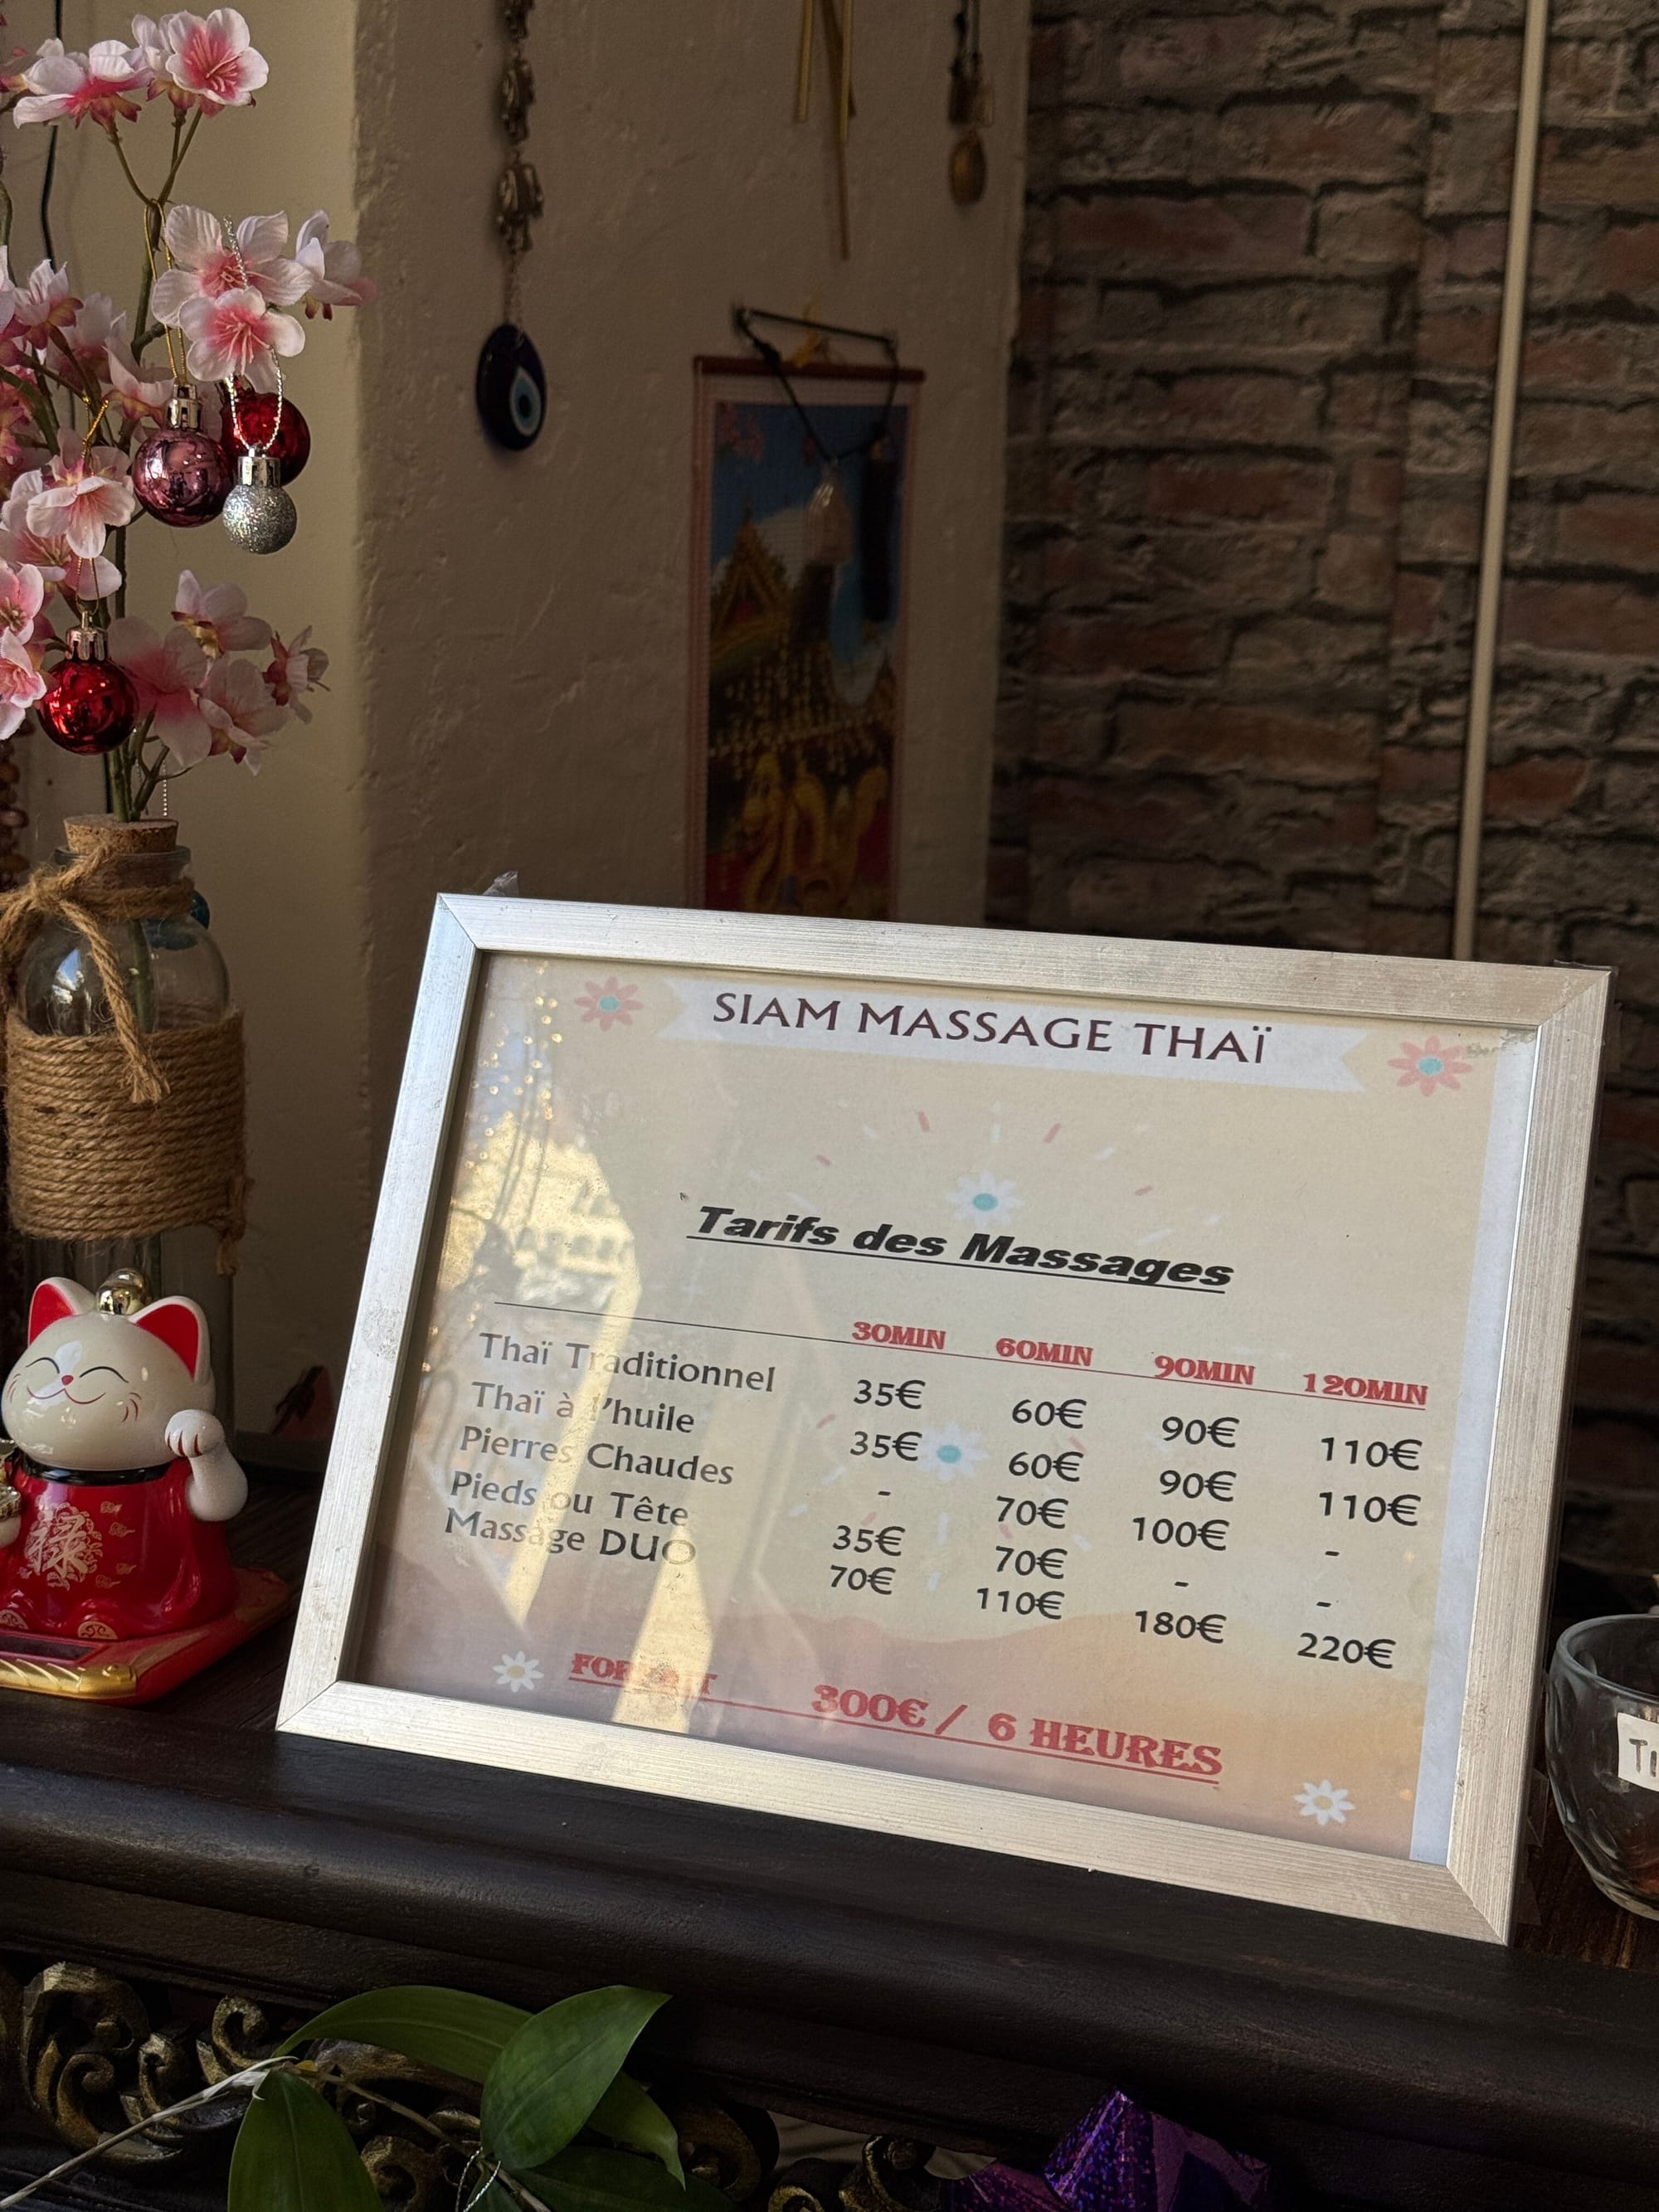 SIAM MASSAGE THAÏ
Tarifs des Massages
30MIN 60MIN 90MIN 120MIN
Thaï Traditionnel 35€ 60€ 90€ 110€
Thaï à l'huile 35€ 60€ 90€ 110€
Pierres Chaudes - 70€ 100€ -
Pieds ou Tête 35€ 70€ - -
Massage DUO 70€ 110€ 180€ 220€
FORFAIT 300€ / 6 HEURES